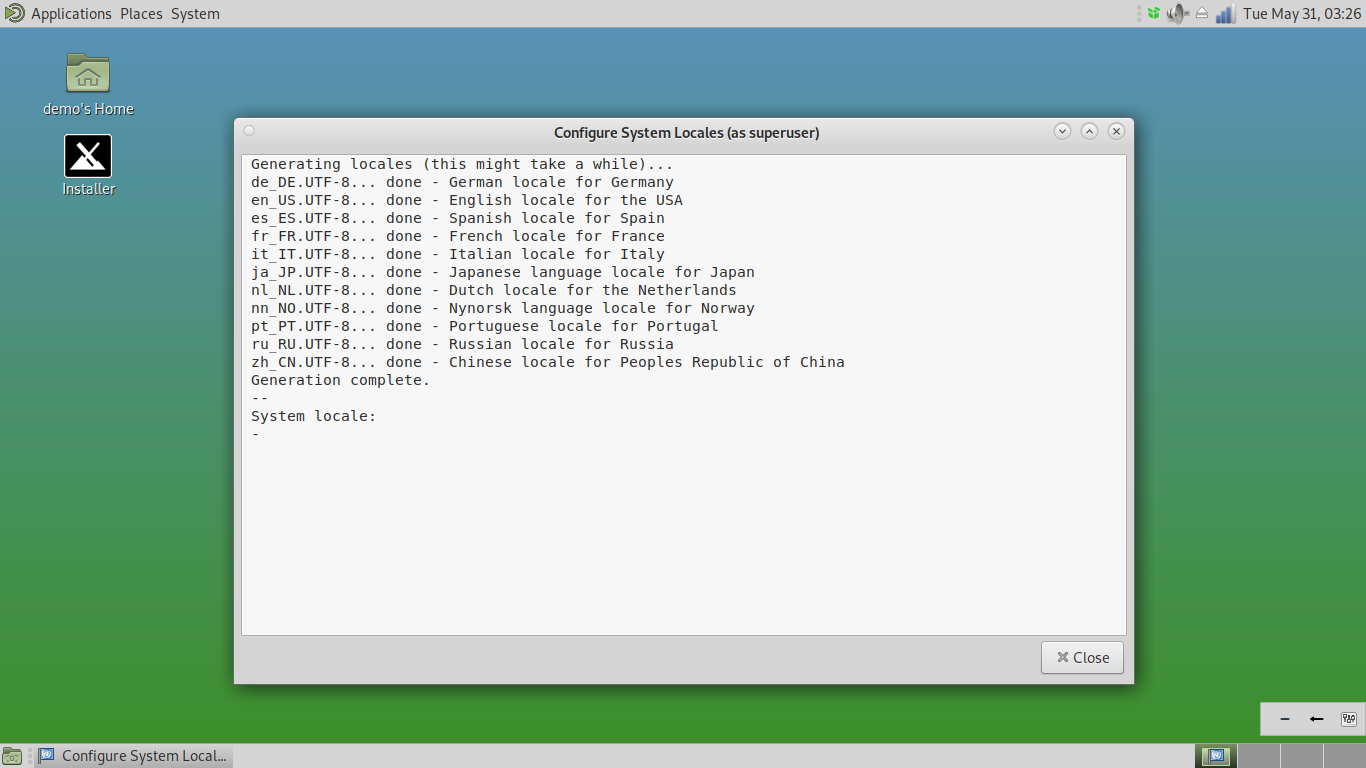 Applications Places System
Tue May 31, 03:26
demo's Home
Installer
Configure System Locales (as superuser)
Generating locales (this might take a while)...
de_DE.UTF-8... done - German locale for Germany
en_US.UTF-8... done - English locale for the USA
es_ES.UTF-8... done - Spanish locale for Spain
fr_FR.UTF-8... done - French locale for France
it_IT.UTF-8... done - Italian locale for Italy
ja_JP.UTF-8... done - Japanese language locale for Japan
nl_NL.UTF-8... done - Dutch locale for the Netherlands
nn_NO.UTF-8... done - Nynorsk language locale for Norway
pt_PT.UTF-8... done - Portuguese locale for Portugal
ru_RU.UTF-8... done - Russian locale for Russia
zh_CN.UTF-8... done - Chinese locale for Peoples Republic of China
Generation complete.
--
System locale:
-
Close
Configure System Local...